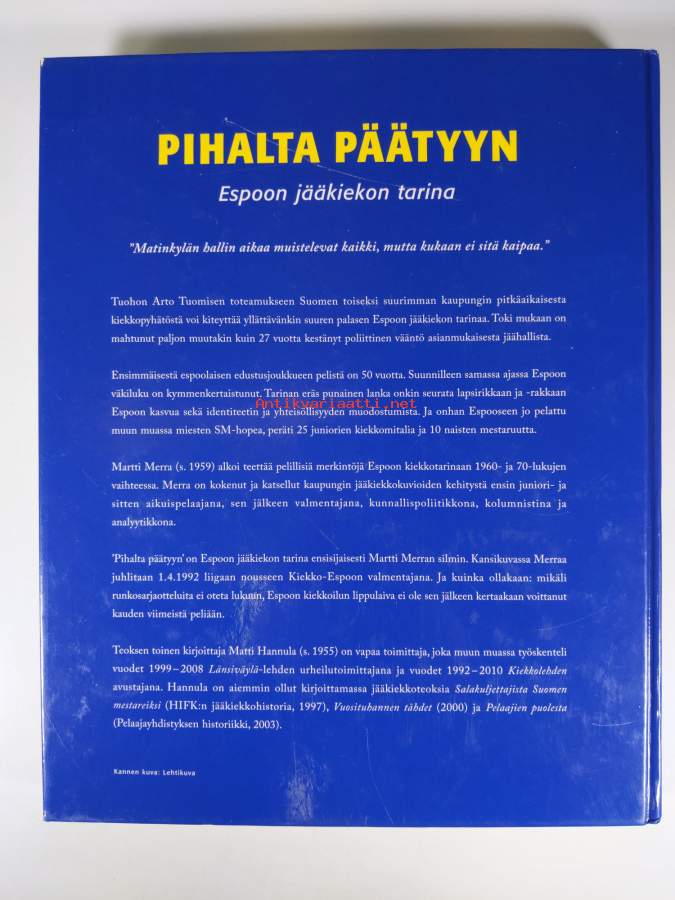 PIHALTA PÄÄTYYN
Espoon jääkiekon tarina
”Matinkylän hallin aikaa muistelevat kaikki, mutta kukaan ei sitä kaipaa.”
Tuohon Arto Tuomisen toteamukseen Suomen toiseksi suurimman kaupungin pitkäaikaisesta
kiekkopyhätöstä voi kiteyttää yllättävänkin suuren palasen Espoon jääkiekon tarinaa. Toki mukaan on
mahtunut paljon muutakin kuin 27 vuotta kestänyt poliittinen vääntö asianmukaisesta jäähallista.
Ensimmäisestä espoolaisen edustusjoukkueen pelistä on 50 vuotta. Suunnilleen samassa ajassa Espoon
väkiluku on kymmenkertaistunut. Tarinan eräs punainen lanka onkin seurata lapsirikkaan ja -rakkaan
Antikvariaatti.net
Espoon kasvua sekä identiteetin ja yhteisöllisyyden muodostumista. Ja onhan Espooseen jo pelattu
muun muassa miesten SM-hopea, peräti 25 juniorien kiekkomitalia ja 10 naisten mestaruutta.
Martti Merra (s. 1959) alkoi teettää pelillisiä merkintöjä Espoon kiekkotarinaan 1960- ja 70-lukujen
vaihteessa. Merra on kokenut ja katsellut kaupungin jääkiekkokuvioiden kehitystä ensin juniori- ja
sitten aikuispelaajana, sen jälkeen valmentajana, kunnallispoliitikkona, kolumnistina ja
analyytikkona.
’Pihalta päätyyn’ on Espoon jääkiekon tarina ensisijaisesti Martti Merran silmin. Kansikuvassa Merraa
juhlitaan 1.4.1992 liigaan nousseen Kiekko-Espoon valmentajana. Ja kuinka ollakaan: mikäli
runkosarjaotteluita ei oteta lukuun, Espoon kiekkoilun lippulaiva ei ole sen jälkeen kertaakaan voittanut
kauden viimeistä peliään.
Teoksen toinen kirjoittaja Matti Hannula (s. 1955) on vapaa toimittaja, joka muun muassa työskenteli
vuodet 1999–2008 Länsiväylä-lehden urheilutoimittajana ja vuodet 1992–2010 Kiekkolehden
avustajana. Hannula on aiemmin ollut kirjoittamassa jääkiekkoteoksia Salakuljettajista Suomen
mestareiksi (HIFK:n jääkiekkohistoria, 1997), Vuosituhannen tähdet (2000) ja Pelaajien puolesta
(Pelaajayhdistyksen historiikki, 2003).
Kannen kuva: Lehtikuva